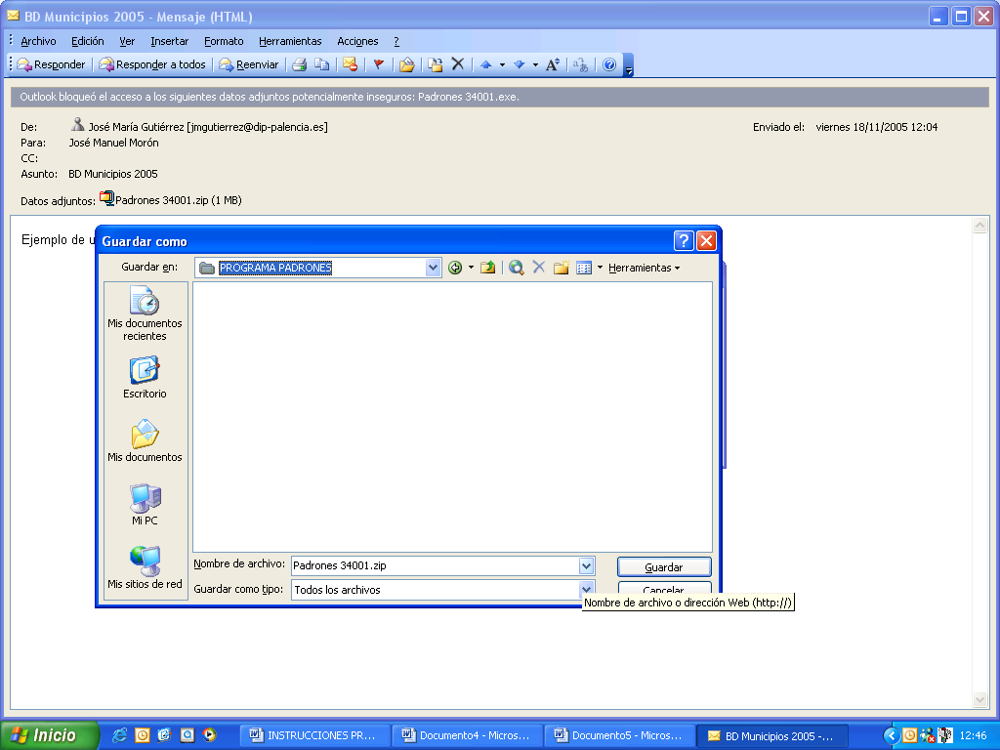 BD Municipios 2005 - Mensaje (HTML)
Archivo Edición Ver Insertar Formato Herramientas Acciones ?
Responder Responder a todos Reenviar
Outlook bloqueó el acceso a los siguientes datos adjuntos potencialmente inseguros: Padrones 34001.exe.
De: José María Gutiérrez [jmgutierrez@dip-palencia.es] Enviado el: viernes 18/11/2005 12:04
Para: José Manuel Morón
CC:
Asunto: BD Municipios 2005
Datos adjuntos: Padrones 34001.zip (1 MB)
Ejemplo de u
Guardar como
Guardar en: PROGRAMA PADRONES Herramientas
Mis documentos
recientes
Escritorio
Mis documentos
Mi PC
Mis sitios de red
Nombre de archivo: Padrones 34001.zip Guardar
Guardar como tipo: Todos los archivos Cancelar
Nombre de archivo o dirección Web (http://)
Inicio INSTRUCCIONES PR... Documento4 - Micros... Documento5 - Micros... BD Municipios 2005 -... 12:46